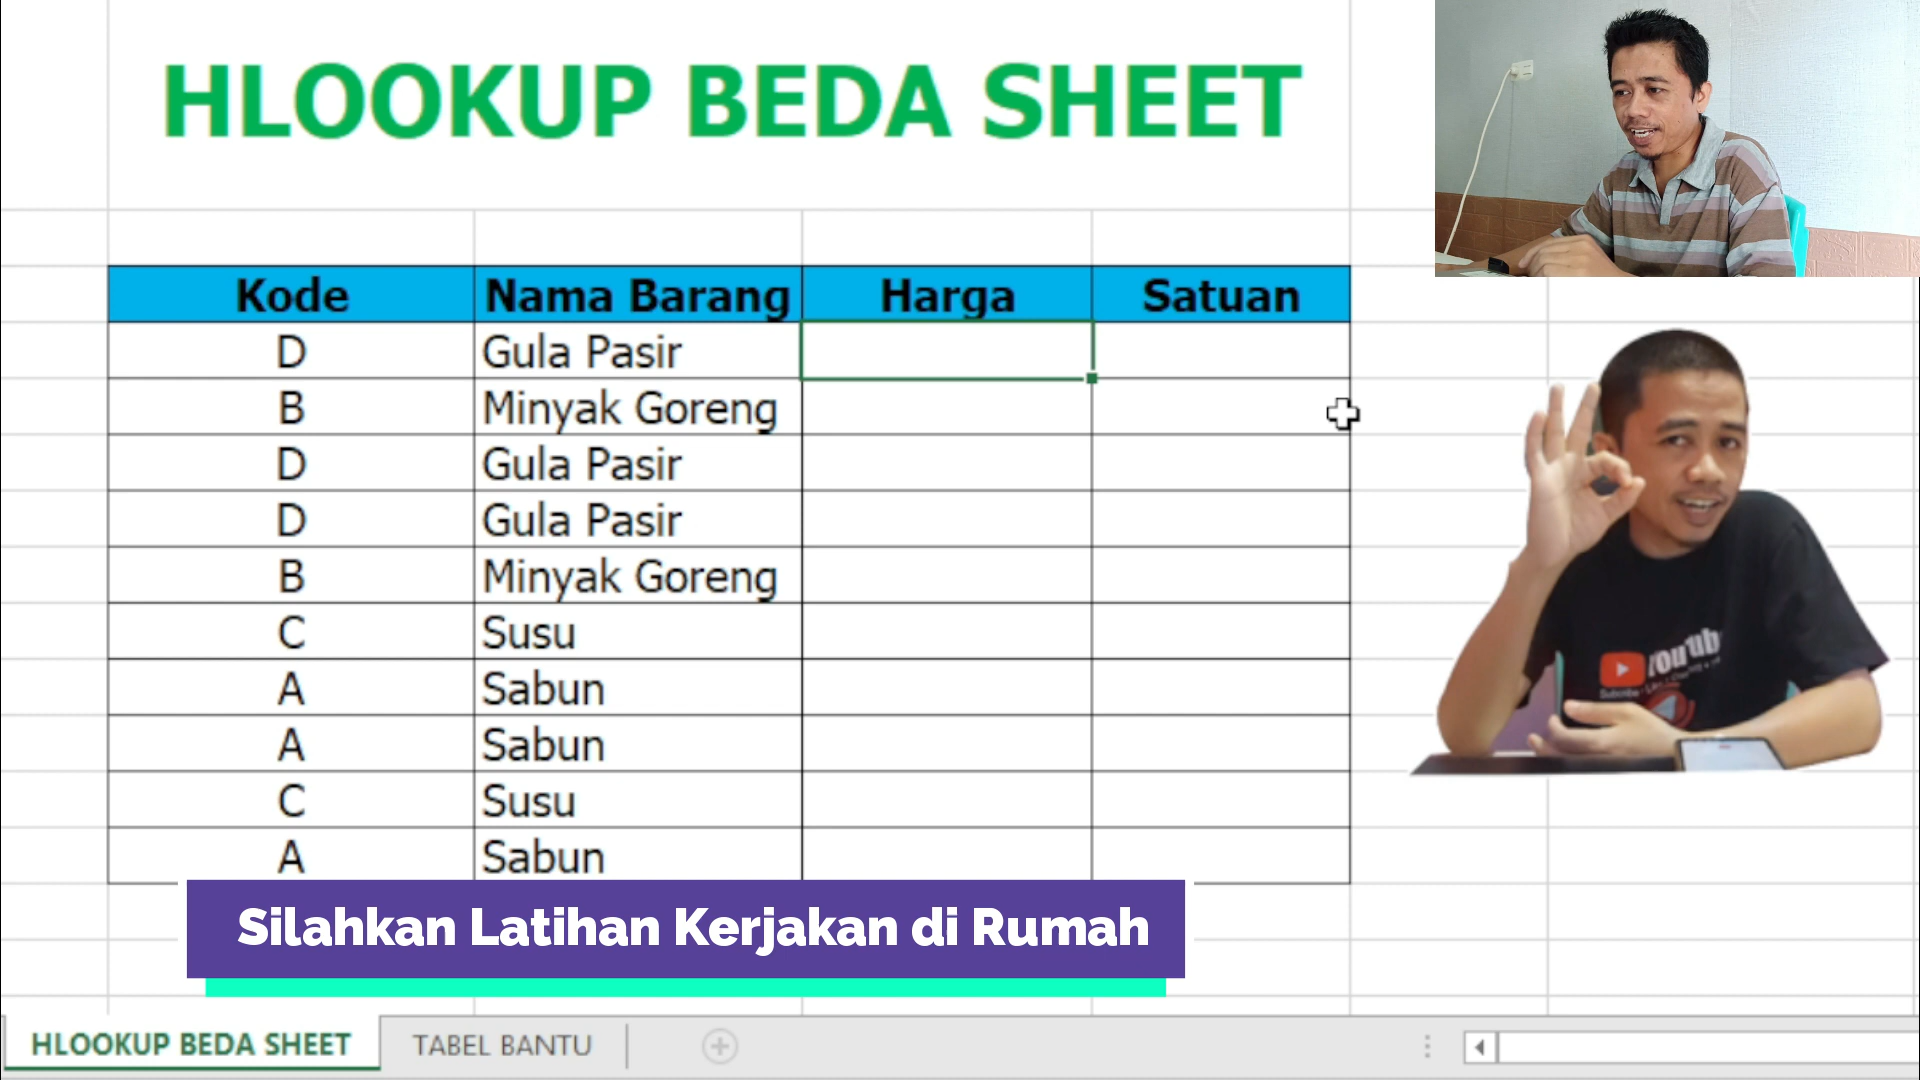 HLOOKUP BEDA SHEET
Kode Nama Barang Harga Satuan
D Gula Pasir
B Minyak Goreng
D Gula Pasir
D Gula Pasir
B Minyak Goreng
C Susu
A Sabun
A Sabun
C Susu
A Sabun
YouTub
Silahkan Latihan Kerjakan di Rumah
HLOOKUP BEDA SHEET TABEL BANTU